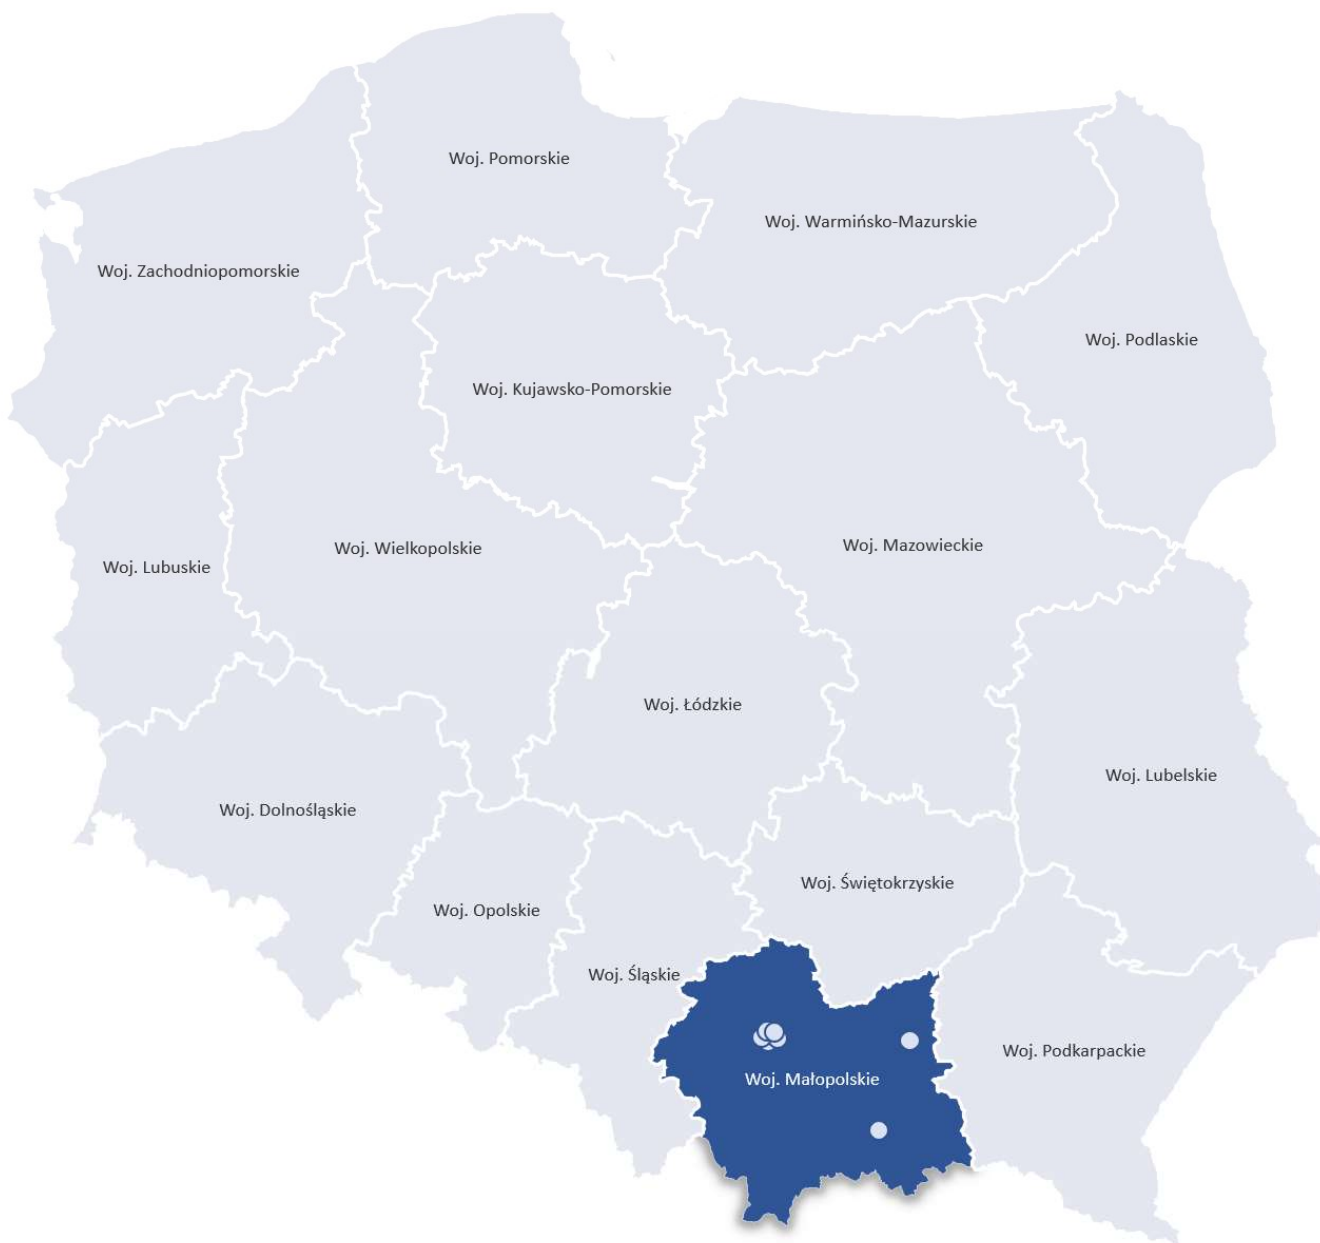 Woj. Pomorskie
Woj. Warmińsko-Mazurskie
Woj. Zachodniopomorskie
Woj. Podlaskie
Woj. Kujawsko-Pomorskie
Woj. Wielkopolskie
Woj. Mazowieckie
Woj. Lubuskie
Woj. Łódzkie
Woj. Lubelskie
Woj. Dolnośląskie
Woj. Świętokrzyskie
Woj. Opolskie
Woj. Śląskie
Woj. Podkarpackie
Woj. Małopolskie